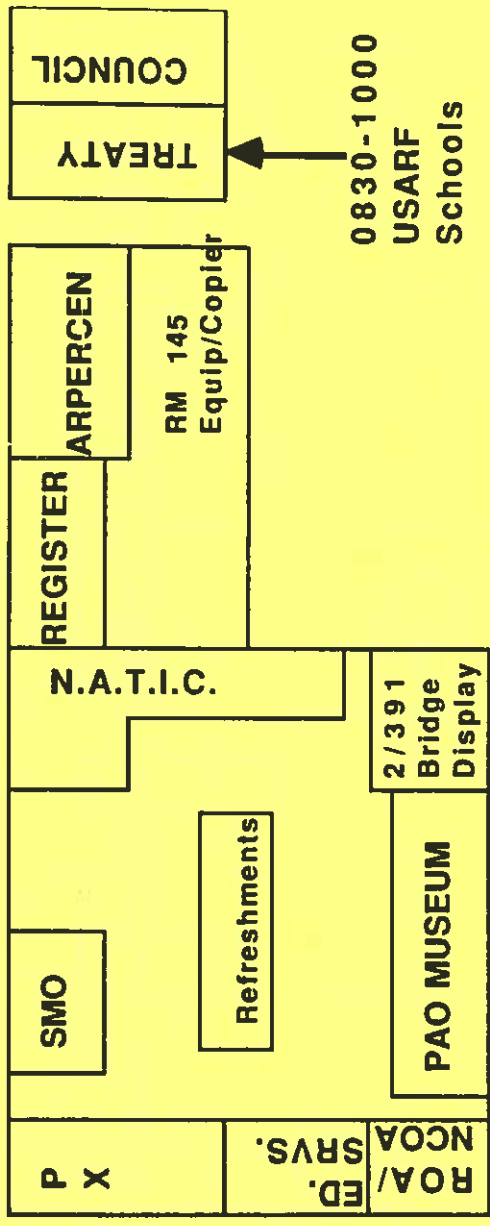 P
X
ED.
SRVS.
ROA/
NCOA
SMO
Refreshments
PAO MUSEUM
N.A.T.I.C.
2/391
Bridge
Display
REGISTER
ARPERCEN
RM 145
Equip/Copier
TREATY
COUNCIL
0830-1000
USARF
Schools